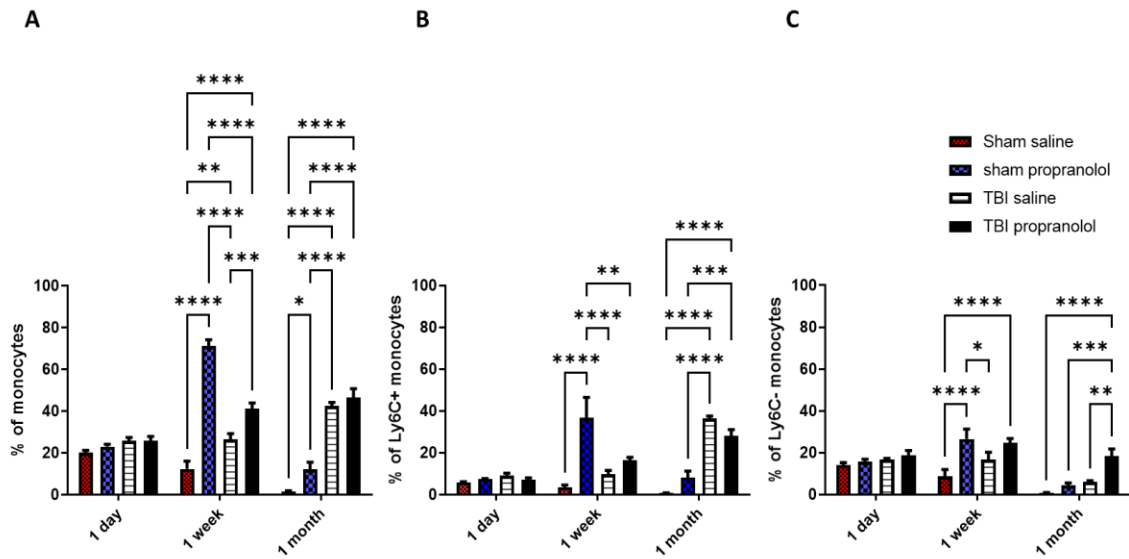 A
B
C
****
****
**
****
***
****
****
****
****
****
*
% of monocytes
100
80
60
40
20
0
1 day
1 week
1 month
**
****
****
****
***
****
****
% of Ly6C+ monocytes
100
80
60
40
20
0
1 day
1 week
1 month
Sham saline
sham propranolol
TBI saline
TBI propranolol
****
*
****
****
***
**
% of Ly6C- monocytes
100
80
60
40
20
0
1 day
1 week
1 month